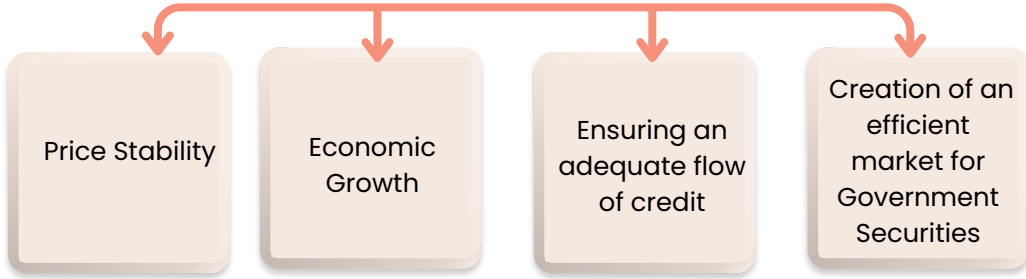 Price Stability
Economic
Growth
Ensuring an
adequate flow
of credit
Creation of an
efficient
market for
Government
Securities